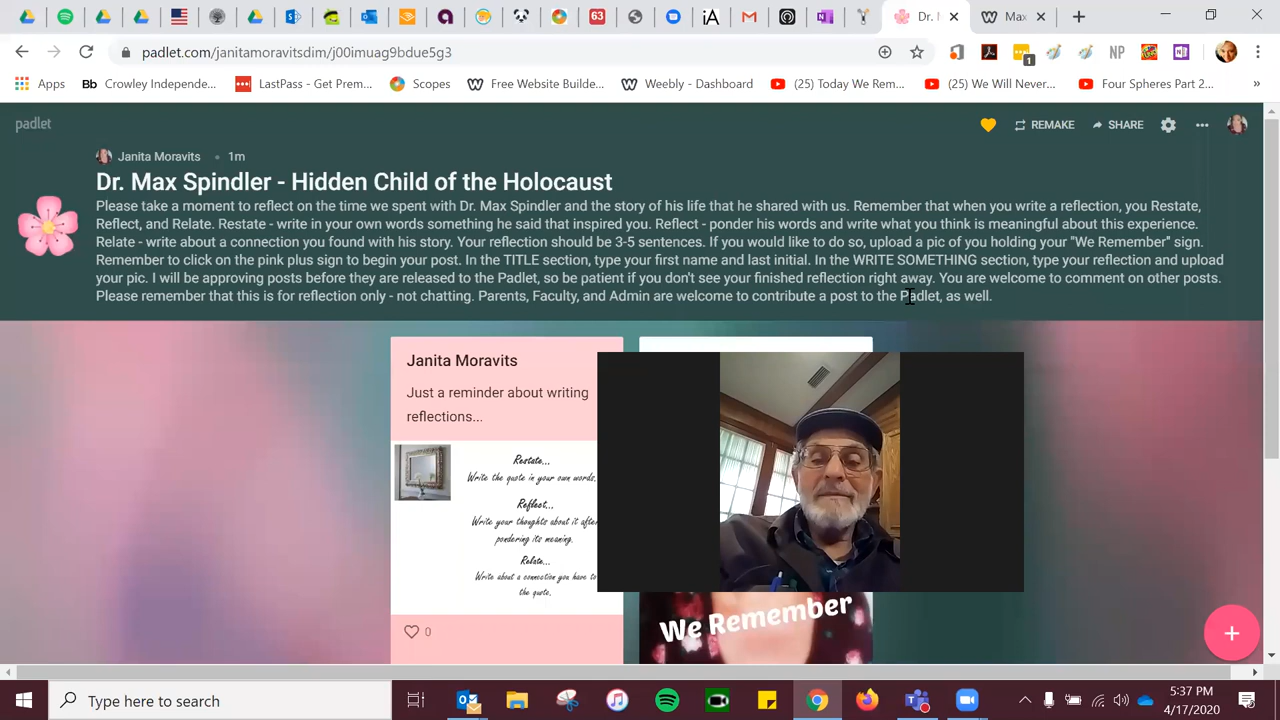 Dr. M
Max
padlet.com/janitamoravitsdim/j00imuag9bdue5g3
1
NP
63
iA
Apps
Bb Crowley Independe...
LastPass - Get Prem...
Scopes
Free Website Builde...
Weebly - Dashboard
(25) Today We Rem...
(25) We Will Never...
Four Spheres Part 2...
»
padlet
REMAKE
SHARE
Janita Moravits • 1m
Dr. Max Spindler - Hidden Child of the Holocaust
Please take a moment to reflect on the time we spent with Dr. Max Spindler and the story of his life that he shared with us. Remember that when you write a reflection, you Restate,
Reflect, and Relate. Restate - write in your own words something he said that inspired you. Reflect - ponder his words and write what you think is meaningful about this experience.
Relate - write about a connection you found with his story. Your reflection should be 3-5 sentences. If you would like to do so, upload a pic of you holding your "We Remember" sign.
Remember to click on the pink plus sign to begin your post. In the TITLE section, type your first name and last initial. In the WRITE SOMETHING section, type your reflection and upload
your pic. I will be approving posts before they are released to the Padlet, so be patient if you don't see your finished reflection right away. You are welcome to comment on other posts.
Please remember that this is for reflection only - not chatting. Parents, Faculty, and Admin are welcome to contribute a post to the Padlet, as well.
Janita Moravits
Just a reminder about writing
reflections...
Restate...
Write the quote in your own words.
Reflect...
Write your thoughts about it after
pondering its meaning.
Relate...
Write about a connection you have to
the quote.
0
We Remember
Type here to search
5:37 PM
4/17/2020